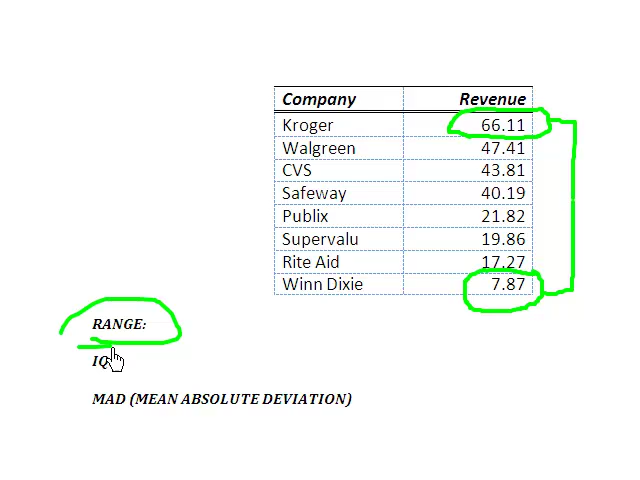 Company Revenue
Kroger 66.11
Walgreen 47.41
CVS 43.81
Safeway 40.19
Publix 21.82
Supervalu 19.86
Rite Aid 17.27
Winn Dixie 7.87
RANGE:
IQ
MAD (MEAN ABSOLUTE DEVIATION)